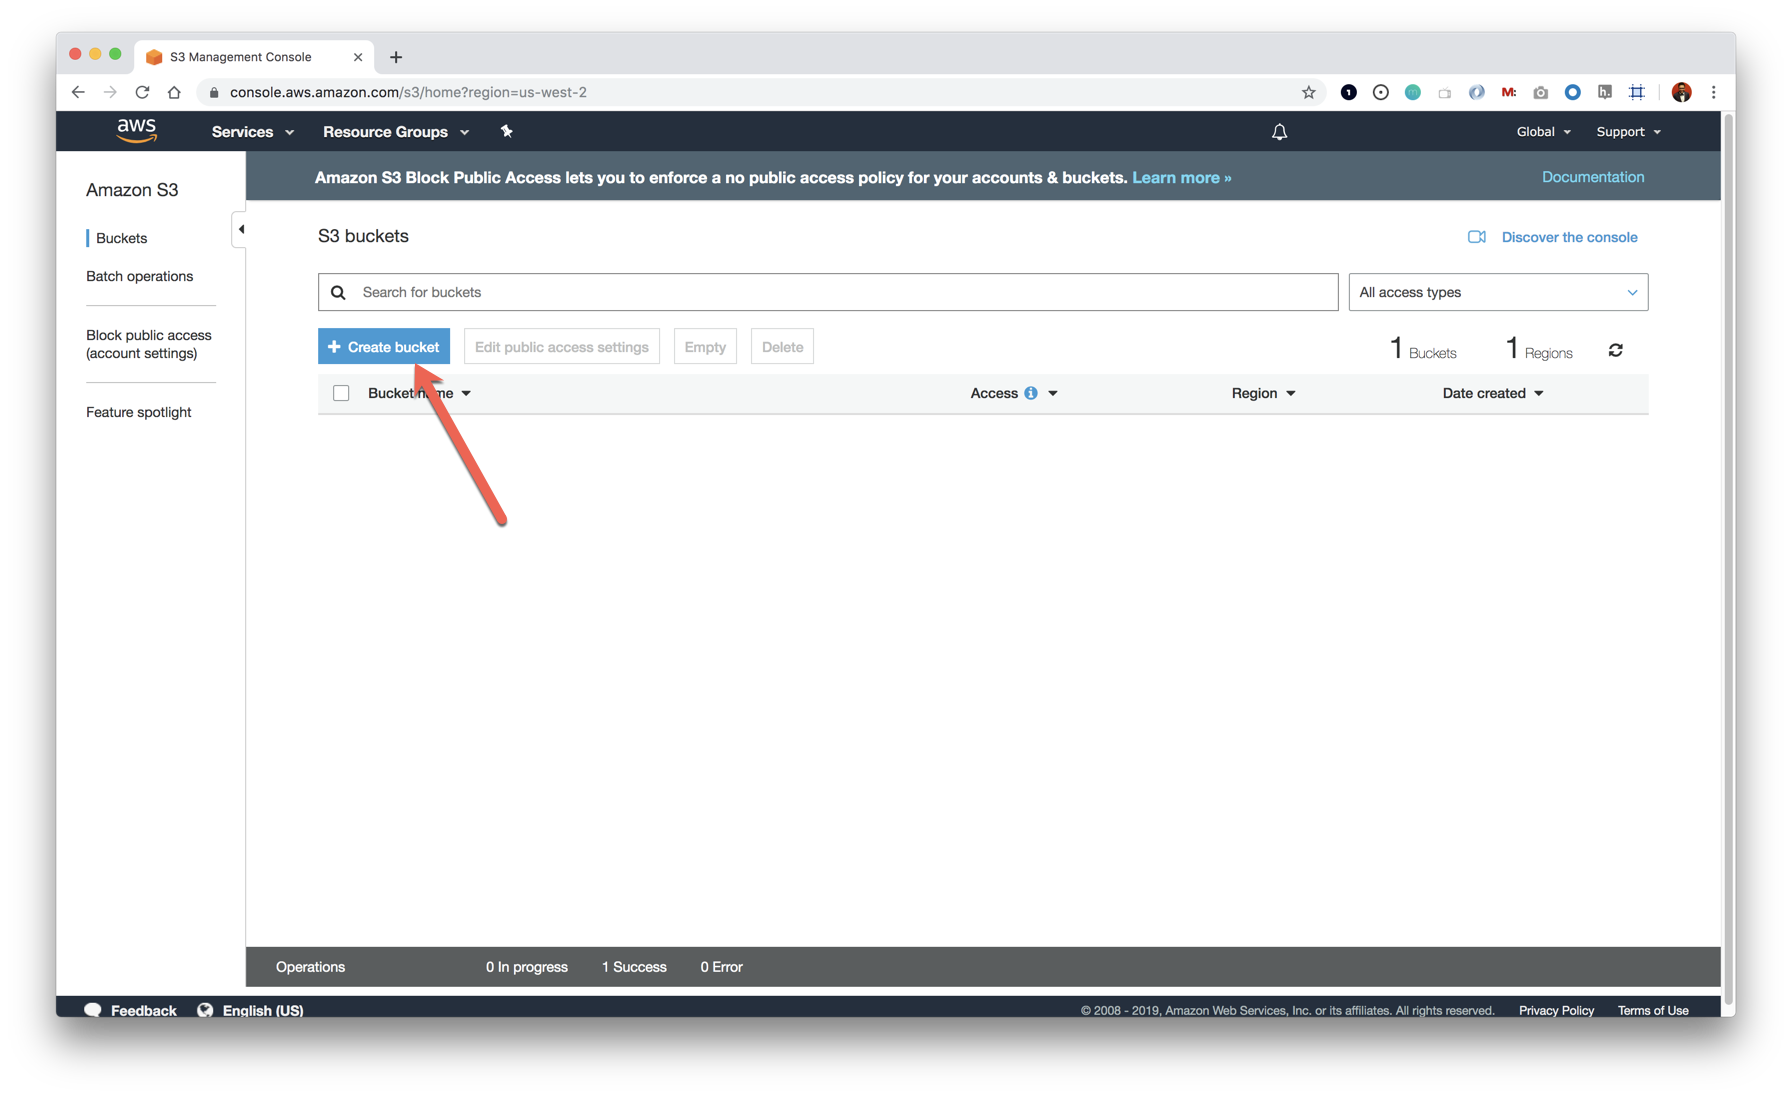 S3 Management Console
console.aws.amazon.com/s3/home?region=us-west-2
1
M:
h.
aws
Services
Resource Groups
Global
Support
Amazon S3
Amazon S3 Block Public Access lets you to enforce a no public access policy for your accounts & buckets. Learn more »
Documentation
Buckets
Batch operations
Block public access
(account settings)
Feature spotlight
S3 buckets
Discover the console
Search for buckets
All access types
+ Create bucket
Edit public access settings
Empty
Delete
1 Buckets
1 Regions
Bucket name
Access
Region
Date created
Operations
0 In progress
1 Success
0 Error
Feedback
English (US)
© 2008 - 2019, Amazon Web Services, Inc. or its affiliates. All rights reserved.
Privacy Policy
Terms of Use